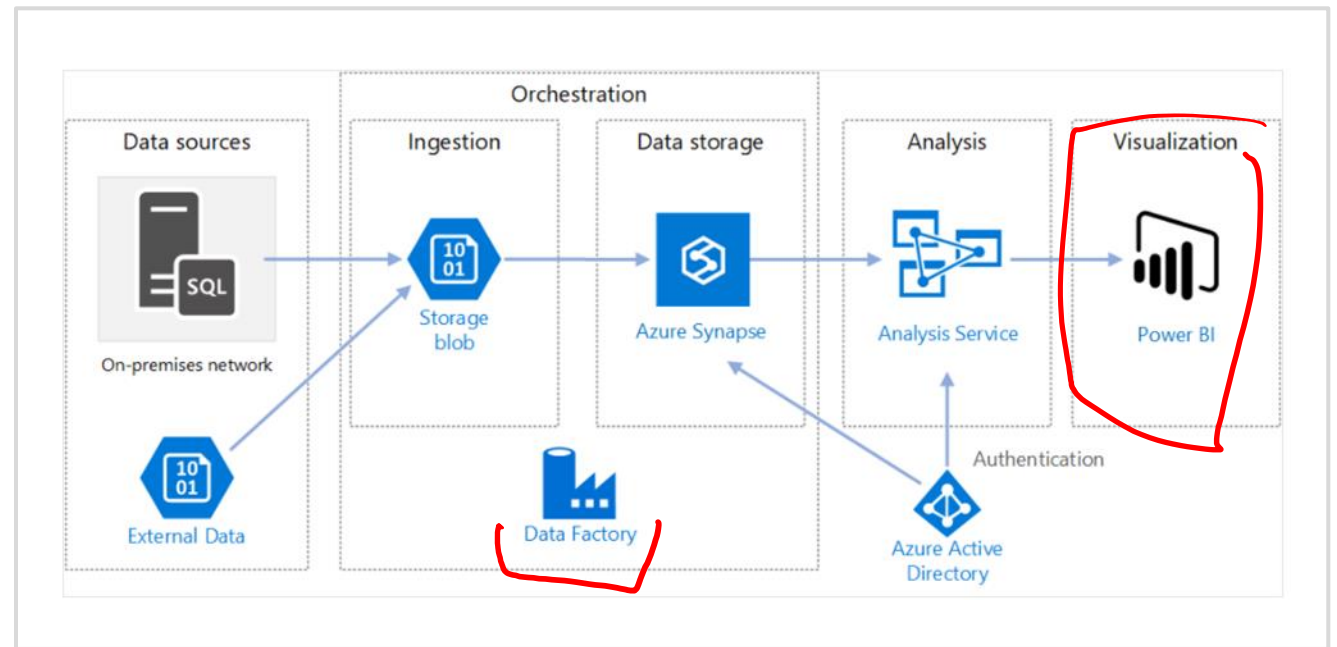 Orchestration
Data sources
Ingestion
Data storage
Analysis
Visualization
SQL
10
01
Storage
blob
Azure Synapse
Analysis Service
Power BI
On-premises network
10
01
External Data
Data Factory
Authentication
Azure Active
Directory